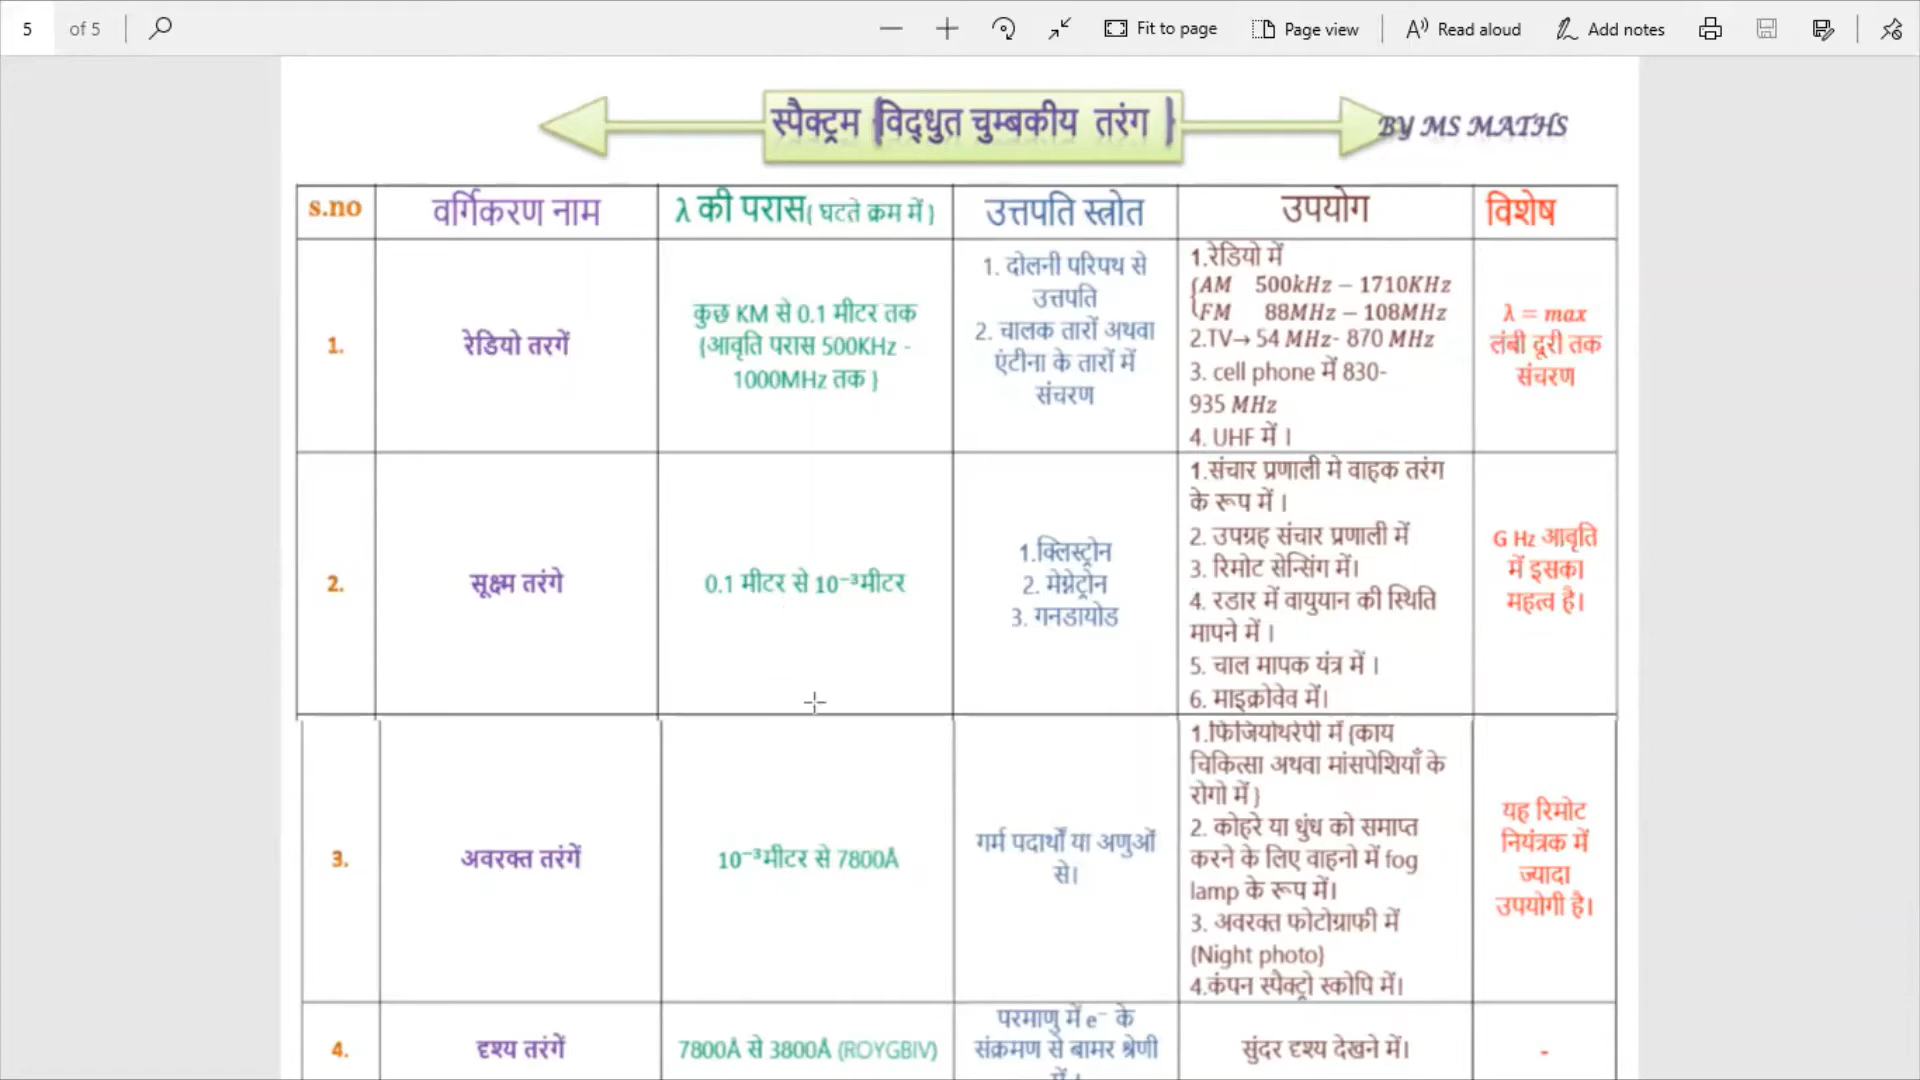 5 of 5 Fit to page Page view Read aloud Add notes
स्पैक्ट्रम {विद्धुत चुम्बकीय तरंग }
BY MS MATHS
s.no वर्गिकरण नाम λ की परास( घटते क्रम में ) उत्तपति स्त्रोत उपयोग विशेष
1.
रेडियो तरगें
कुछ KM से 0.1 मीटर तक
(आवृति परास 500KHz -
1000MHz तक )
1. दोलनी परिपथ से
उत्तपति
2. चालक तारों अथवा
एंटीना के तारों में
संचरण
1.रेडियो में
{AM 500kHz – 1710KHz
FM 88MHz – 108MHz
2.TV→ 54 MHz- 870 MHz
3. cell phone में 830-
935 MHz
4. UHF में ।
λ = max
लंबी दूरी तक
संचरण
2.
सूक्ष्म तरंगे
0.1 मीटर से 10⁻³मीटर
1.क्लिस्ट्रोन
2. मेग्नेट्रोन
3. गनडायोड
1.संचार प्रणाली मे वाहक तरंग
के रूप में ।
2. उपग्रह संचार प्रणाली में
3. रिमोट सेन्सिंग में।
4. रडार में वायुयान की स्थिति
मापने में ।
5. चाल मापक यंत्र में ।
6. माइक्रोवेव में।
G Hz आवृति
में इसका
महत्व है।
3.
अवरक्त तरंगें
10⁻³मीटर से 7800Å
गर्म पदार्थों या अणुओं
से।
1.फिजियोथरेपी में (काय
चिकित्सा अथवा मांसपेशियाँ के
रोगो में )
2. कोहरे या धुंध को समाप्त
करने के लिए वाहनो में fog
lamp के रूप में।
3. अवरक्त फोटोग्राफी में
(Night photo)
4.कंपन स्पैक्ट्रो स्कोपि में।
यह रिमोट
नियंत्रक में
ज्यादा
उपयोगी है।
4.
दृश्य तरंगें
7800Å से 3800Å (ROYGBIV)
परमाणु में e⁻ के
संक्रमण से बामर श्रेणी
सुंदर दृश्य देखने में।
-